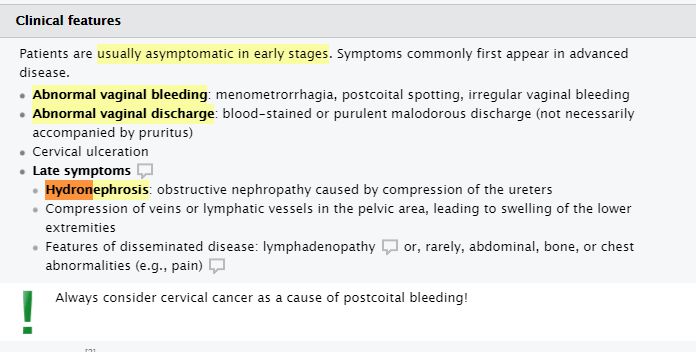 Clinical features
Patients are usually asymptomatic in early stages. Symptoms commonly first appear in advanced
disease.
• Abnormal vaginal bleeding: menometrorrhagia, postcoital spotting, irregular vaginal bleeding
• Abnormal vaginal discharge: blood-stained or purulent malodorous discharge (not necessarily
accompanied by pruritus)
• Cervical ulceration
• Late symptoms
• Hydronephrosis: obstructive nephropathy caused by compression of the ureters
• Compression of veins or lymphatic vessels in the pelvic area, leading to swelling of the lower
extremities
• Features of disseminated disease: lymphadenopathy or, rarely, abdominal, bone, or chest
abnormalities (e.g., pain)
! Always consider cervical cancer as a cause of postcoital bleeding!